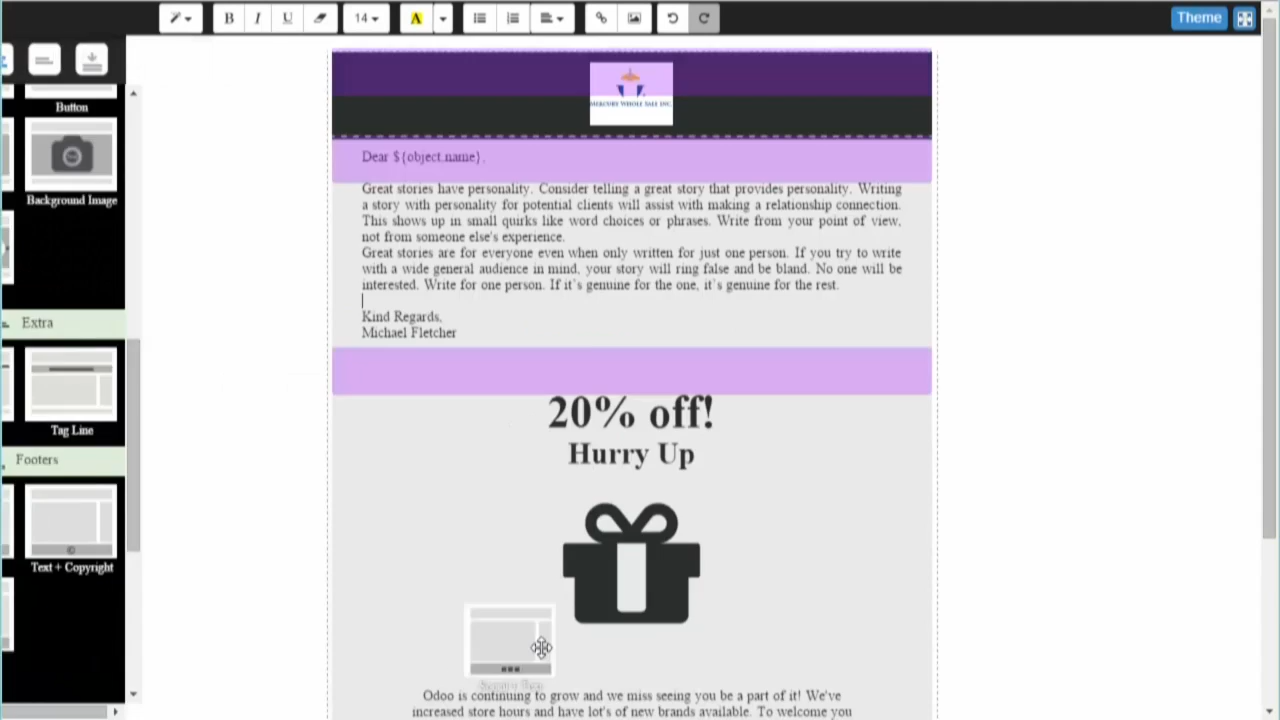 B I U 14 A
Theme
Button
Background Image
Extra
Tag Line
Footers
Text + Copyright
MERCURY WHOLE SALE INC.
Dear ${object.name},
Great stories have personality. Consider telling a great story that provides personality. Writing
a story with personality for potential clients will assist with making a relationship connection.
This shows up in small quirks like word choices or phrases. Write from your point of view,
not from someone else's experience.
Great stories are for everyone even when only written for just one person. If you try to write
with a wide general audience in mind, your story will ring false and be bland. No one will be
interested. Write for one person. If it's genuine for the one, it's genuine for the rest.
Kind Regards,
Michael Fletcher
20% off!
Hurry Up
Odoo is continuing to grow and we miss seeing you be a part of it! We've
increased store hours and have lot's of new brands available. To welcome you